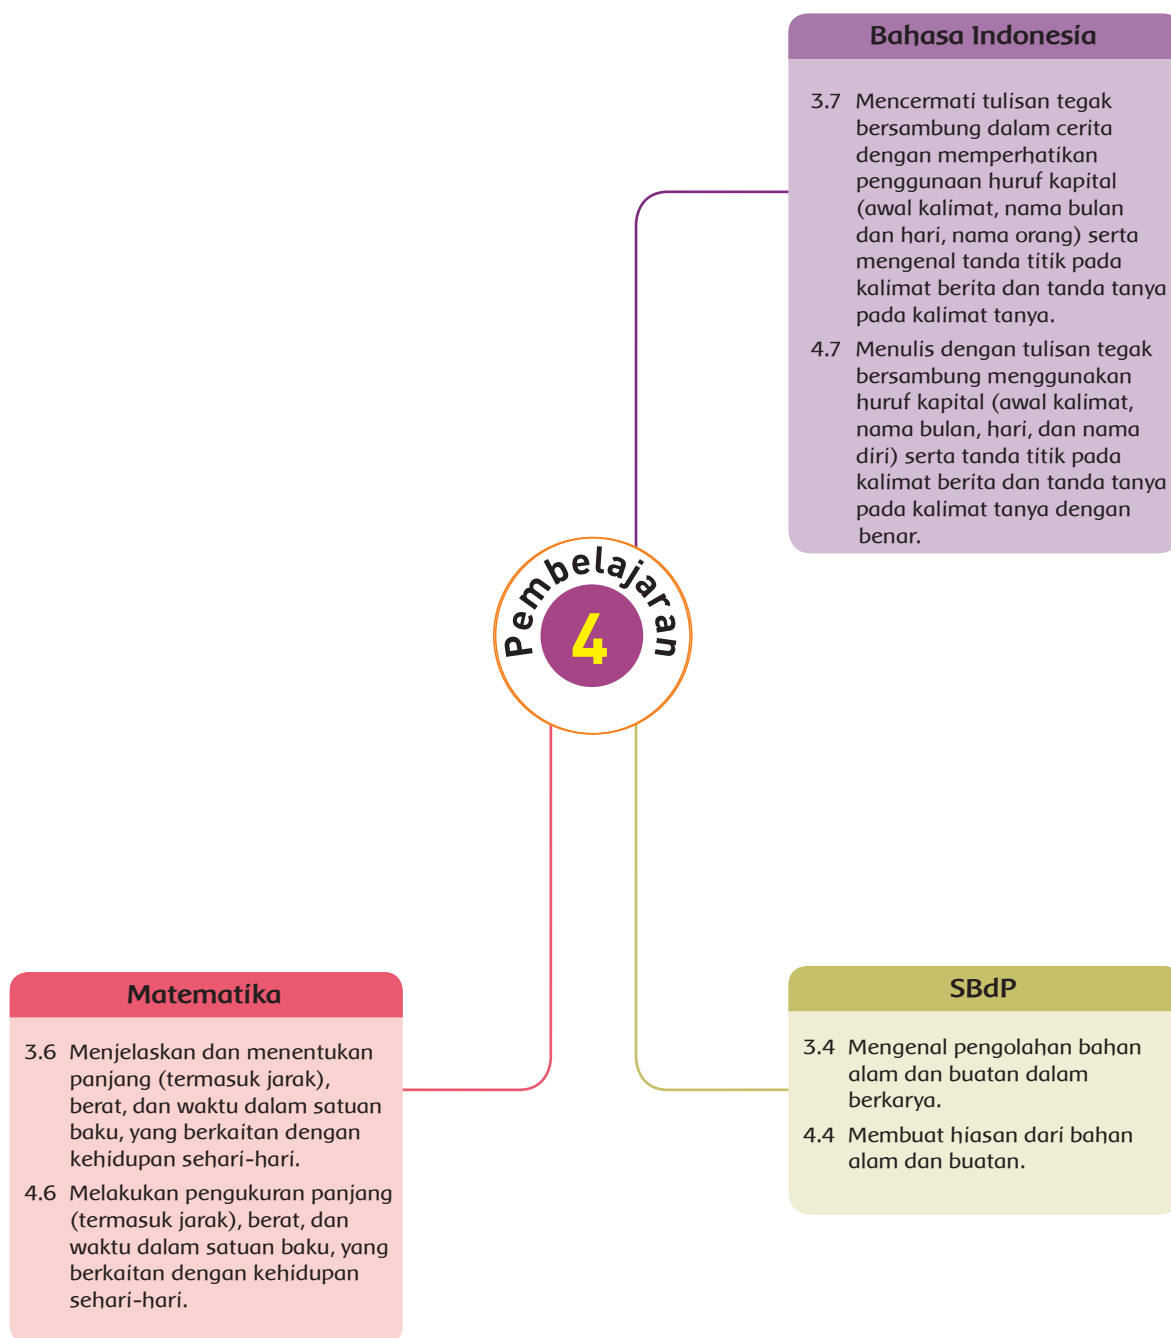 Bahasa Indonesia
3.7 Mencermati tulisan tegak
bersambung dalam cerita
dengan memperhatikan
penggunaan huruf kapital
(awal kalimat, nama bulan
dan hari, nama orang) serta
mengenal tanda titik pada
kalimat berita dan tanda tanya
pada kalimat tanya.
4.7 Menulis dengan tulisan tegak
bersambung menggunakan
huruf kapital (awal kalimat,
nama bulan, hari, dan nama
diri) serta tanda titik pada
kalimat berita dan tanda tanya
pada kalimat tanya dengan
benar.
Pembelajaran
4
Matematika
3.6 Menjelaskan dan menentukan
panjang (termasuk jarak),
berat, dan waktu dalam satuan
baku, yang berkaitan dengan
kehidupan sehari-hari.
4.6 Melakukan pengukuran panjang
(termasuk jarak), berat, dan
waktu dalam satuan baku, yang
berkaitan dengan kehidupan
sehari-hari.
SBdP
3.4 Mengenal pengolahan bahan
alam dan buatan dalam
berkarya.
4.4 Membuat hiasan dari bahan
alam dan buatan.